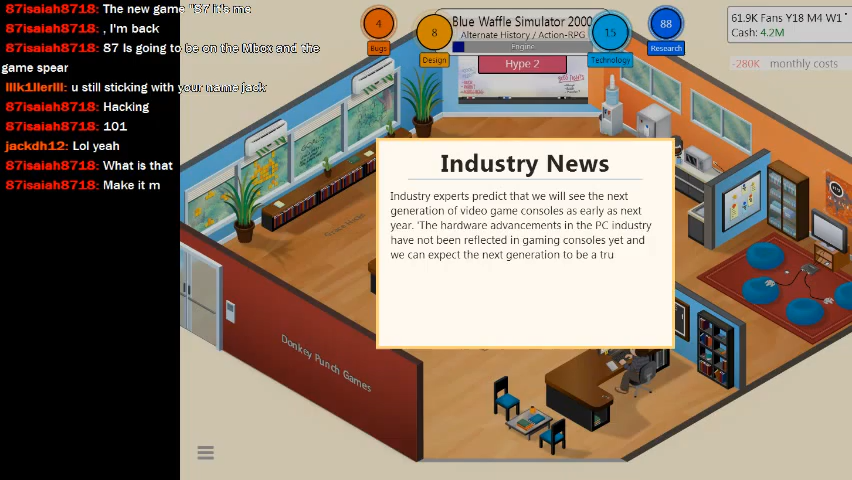 87isaiah8718: The new game "87 it's me
87isaiah8718: , I'm back
87isaiah8718: 87 Is going to be on the Mbox and the
game spear
lllk1llerlll: u still sticking with your name jack
87isaiah8718: Hacking
87isaiah8718: 101
jackdh12: Lol yeah
87isaiah8718: What is that
87isaiah8718: Make it m
4
Bugs
8
Design
Blue Waffle Simulator 2000
Alternate History / Action-RPG
Engine
Hype 2
15
Technology
88
Research
61.9K Fans Y18 M4 W1
Cash: 4.2M
-280K monthly costs
Industry News
Industry experts predict that we will see the next
generation of video game consoles as early as next
year. 'The hardware advancements in the PC industry
have not been reflected in gaming consoles yet and
we can expect the next generation to be a tru
Donkey Punch Games